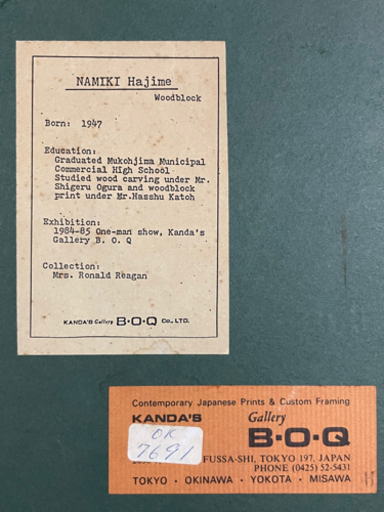 NAMIKI Hajime
Woodblock
Born: 1947
Education:
Graduated Mukohjima Municipal
Commercial High School
Studied wood carving under Mr.
Shigeru Ogura and woodblock
print under Mr.Hasshu Katoh
Exhibition:
1984-85 One-man show, Kanda's
Gallery B. O. Q
Collection:
Mrs. Ronald Reagan
KANDA'S Gallery B·O·Q Co., LTD.
Contemporary Japanese Prints & Custom Framing
KANDA'S Gallery
B·O·Q
OK
7691
FUSSA-SHI, TOKYO 197, JAPAN
PHONE (0425) 52-5431
TOKYO · OKINAWA · YOKOTA · MISAWA